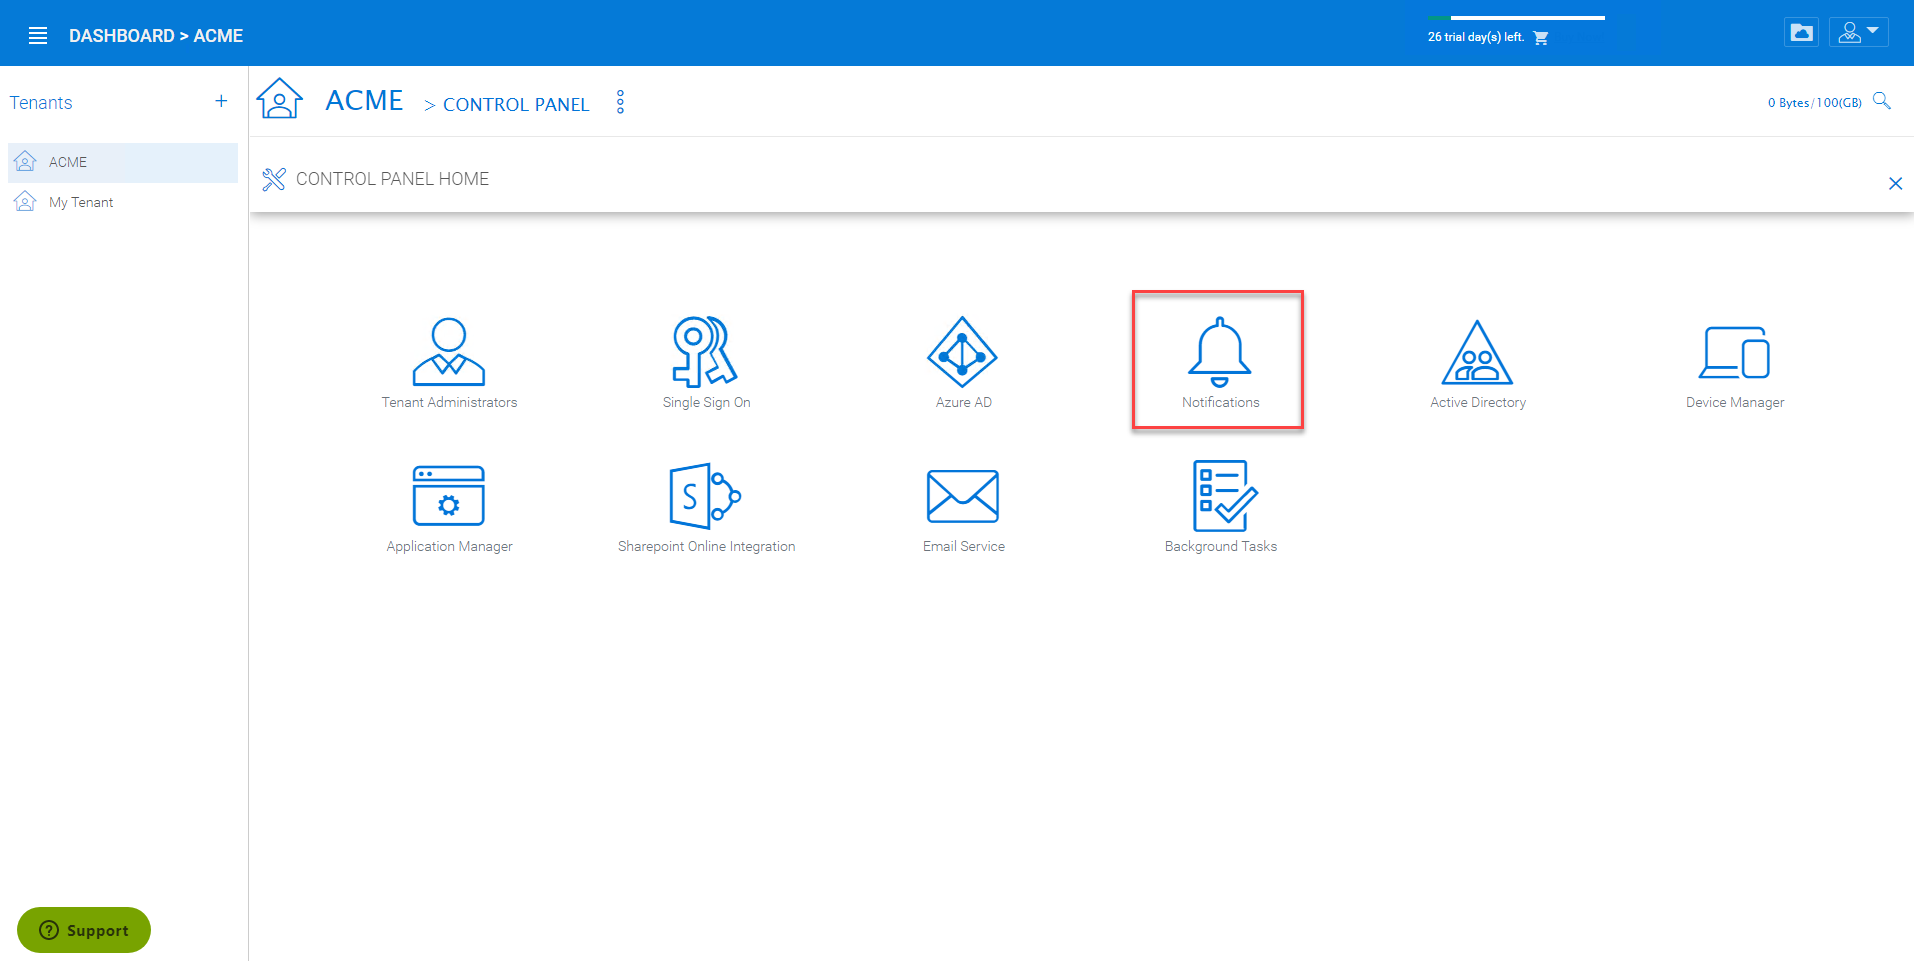 DASHBOARD > ACME
26 trial day(s) left.
Tenants +
ACME > CONTROL PANEL
0 Bytes/100(GB)
ACME
My Tenant
CONTROL PANEL HOME
Tenant Administrators
Single Sign On
Azure AD
Notifications
Active Directory
Device Manager
Application Manager
S
Sharepoint Online Integration
Email Service
Background Tasks
? Support